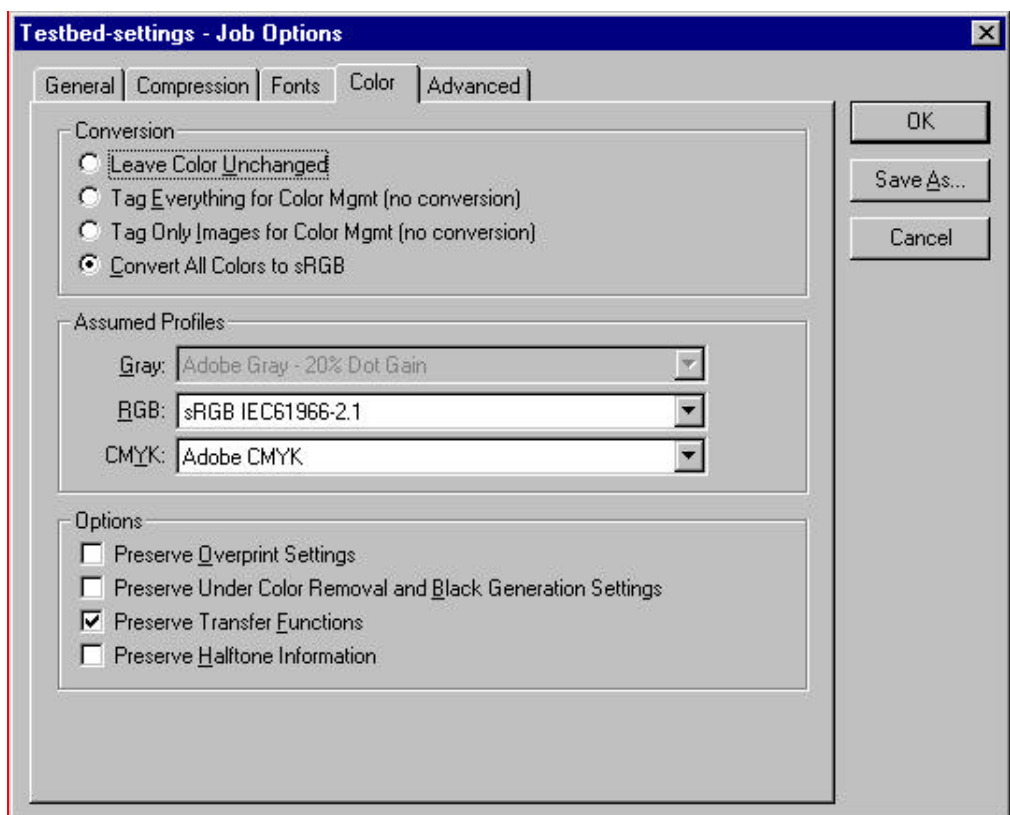 Testbed-settings - Job Options
General Compression Fonts Color Advanced
Conversion
Leave Color Unchanged
Tag Everything for Color Mgmt (no conversion)
Tag Only Images for Color Mgmt (no conversion)
Convert All Colors to sRGB
Assumed Profiles
Gray: Adobe Gray - 20% Dot Gain
RGB: sRGB IEC61966-2.1
CMYK: Adobe CMYK
Options
Preserve Overprint Settings
Preserve Under Color Removal and Black Generation Settings
Preserve Transfer Functions
Preserve Halftone Information
OK
Save As...
Cancel